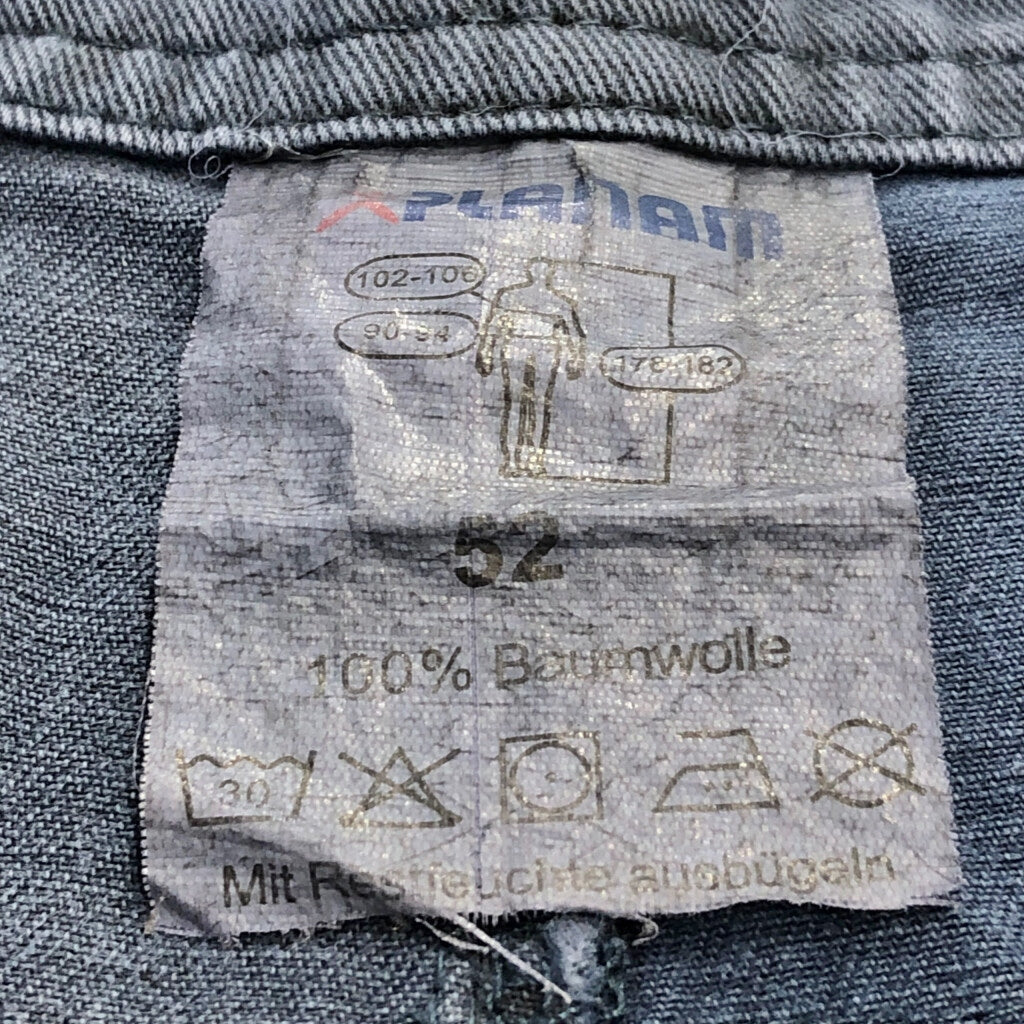 PLANAM
102-106
90-94
178-182
52
100% Baumwolle
30
Mit Restfeuchte ausbügeln